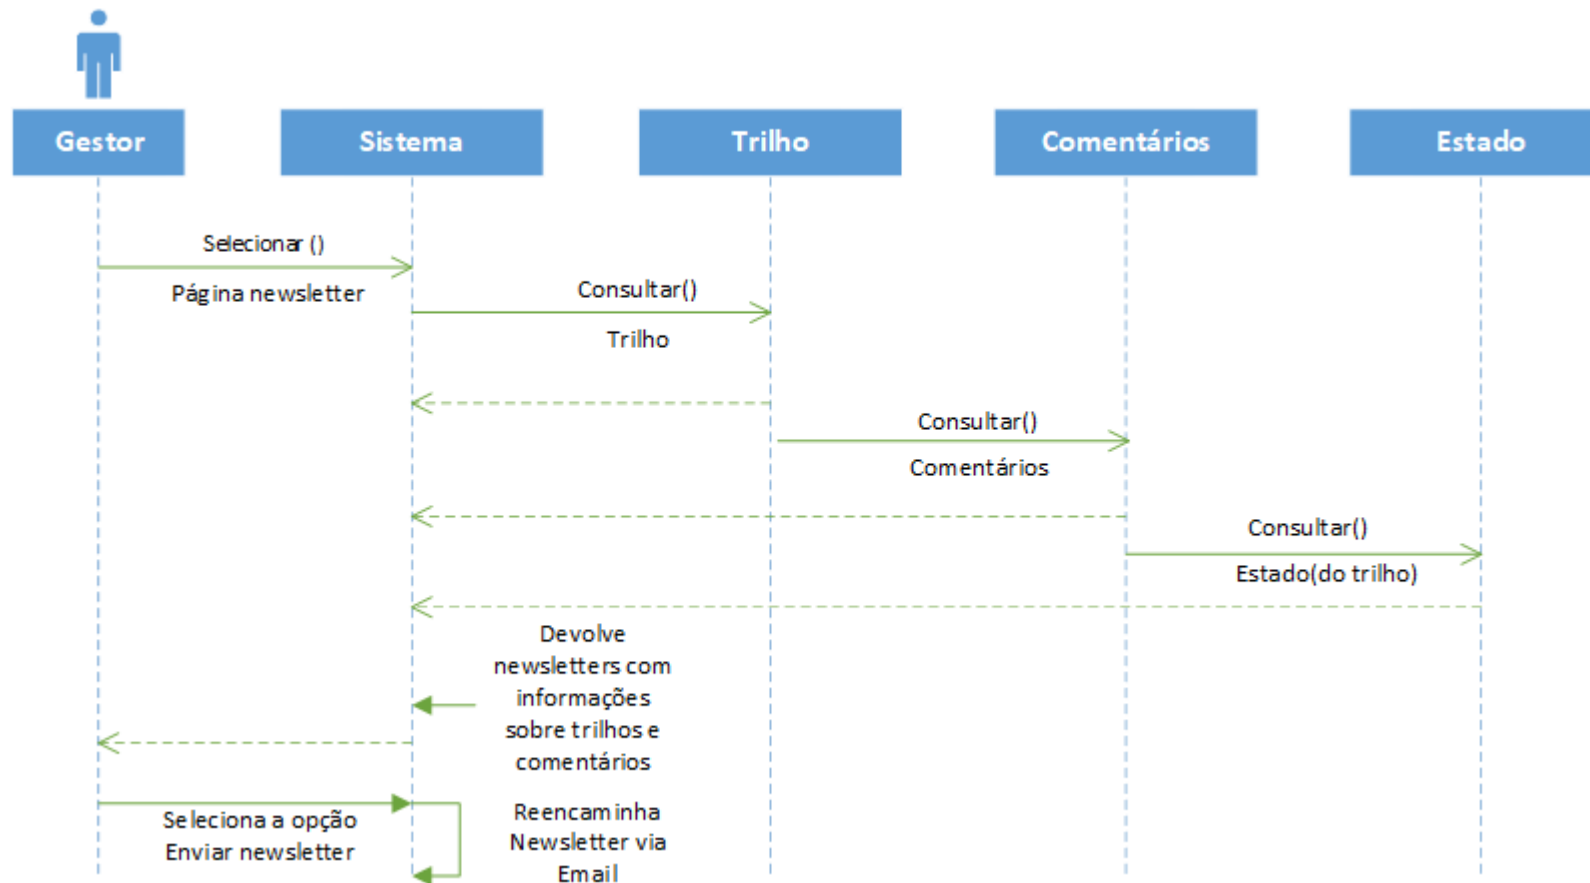 Gestor
Sistema
Trilho
Comentários
Estado
Selecionar ()
Página newsletter
Consultar()
Trilho
Consultar()
Comentários
Consultar()
Estado(do trilho)
Devolve
newsletters com
informações
sobre trilhos e
comentários
Seleciona a opção
Enviar newsletter
Reencaminha
Newsletter via
Email